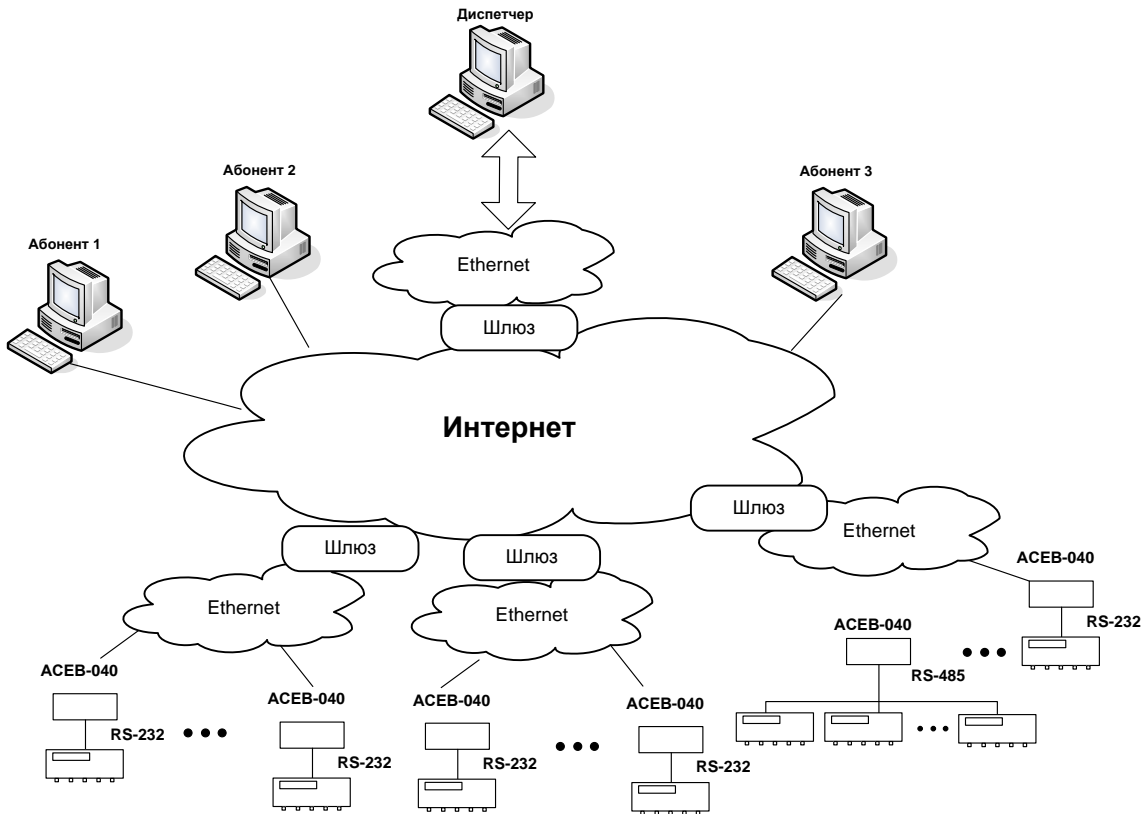 Диспетчер
Абонент 2
Абонент 3
Абонент 1
Ethernet
Шлюз
Интернет
Шлюз
Ethernet
Шлюз
Шлюз
ACEB-040
Ethernet
Ethernet
RS-232
ACEB-040
RS-485
ACEB-040
ACEB-040
ACEB-040
ACEB-040
RS-232
RS-232
RS-232
RS-232